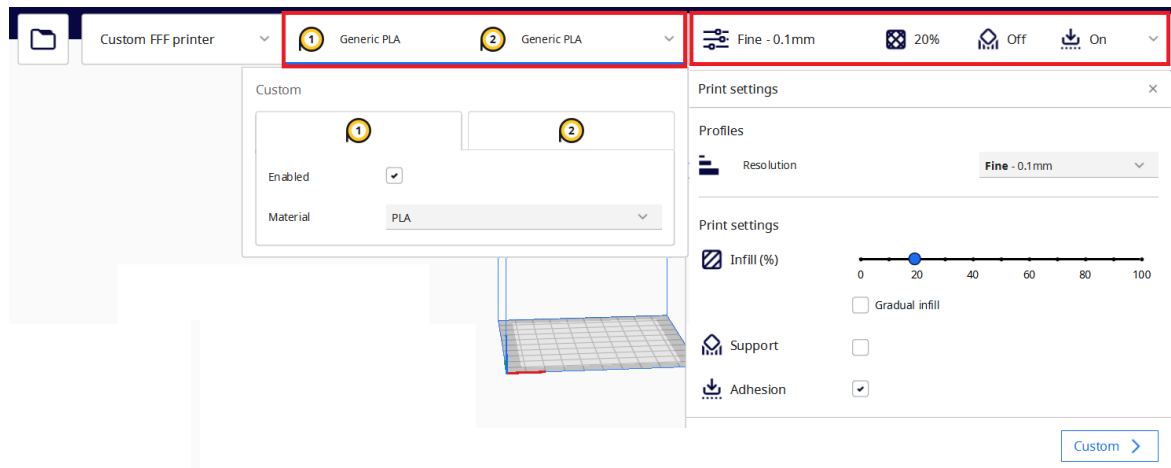 Custom FFF printer
1 Generic PLA
2 Generic PLA
Fine - 0.1mm
20%
Off
On
Custom
1
2
Enabled
Material
PLA
Print settings
Profiles
Resolution
Fine - 0.1mm
Print settings
Infill (%)
0 20 40 60 80 100
Gradual infill
Support
Adhesion
Custom